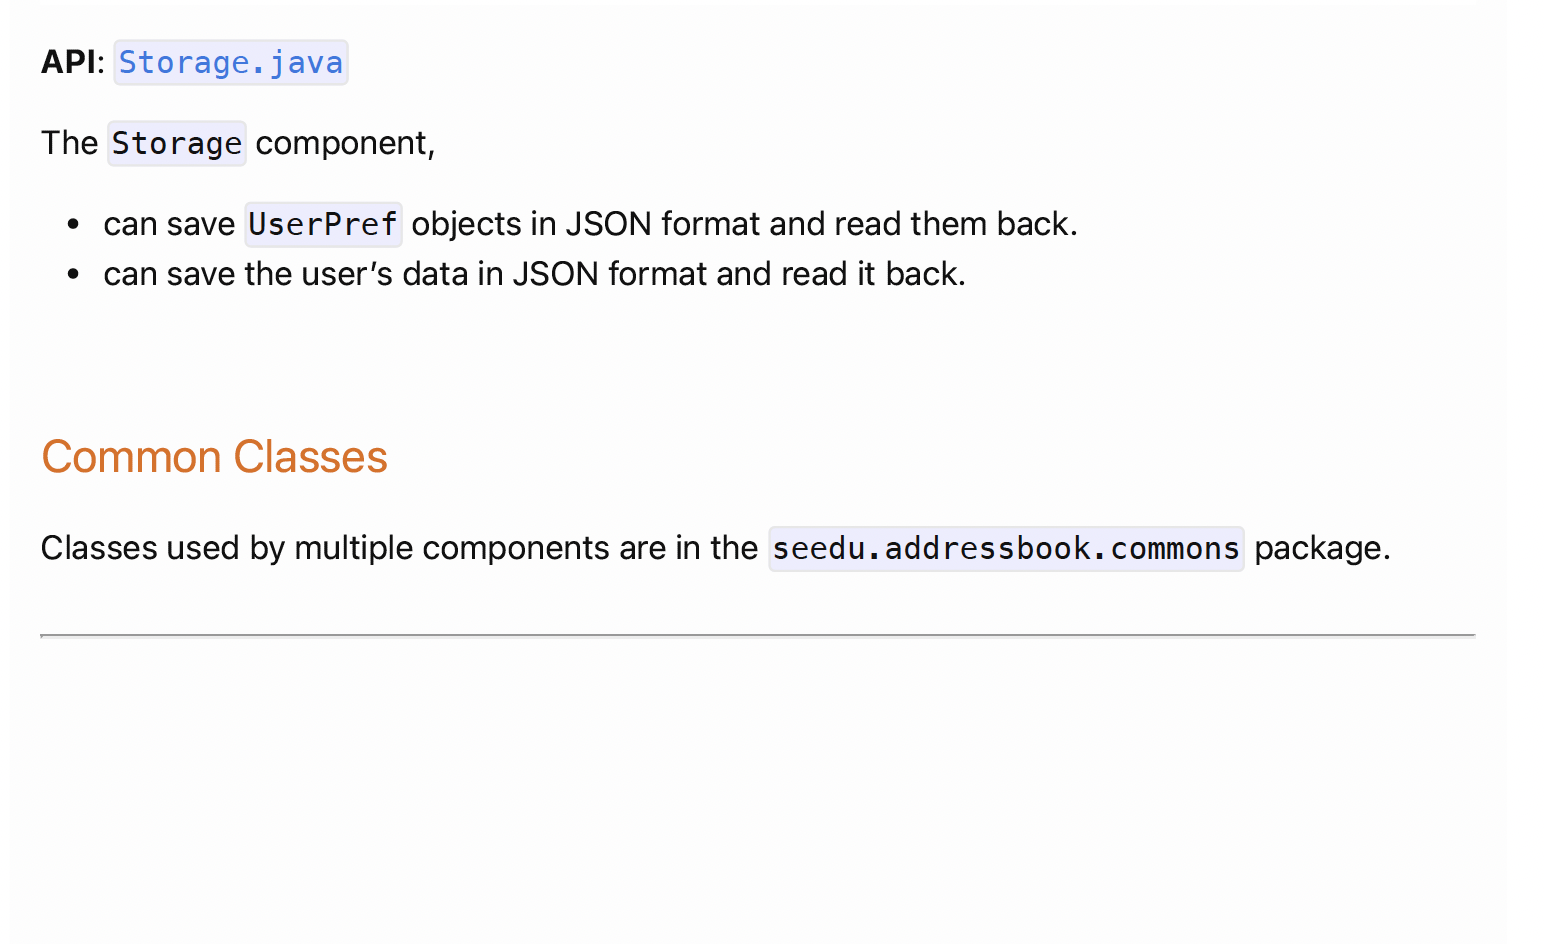 API: Storage.java
The Storage component,
• can save UserPref objects in JSON format and read them back.
• can save the user’s data in JSON format and read it back.
Common Classes
Classes used by multiple components are in the seedu.addressbook.commons package.